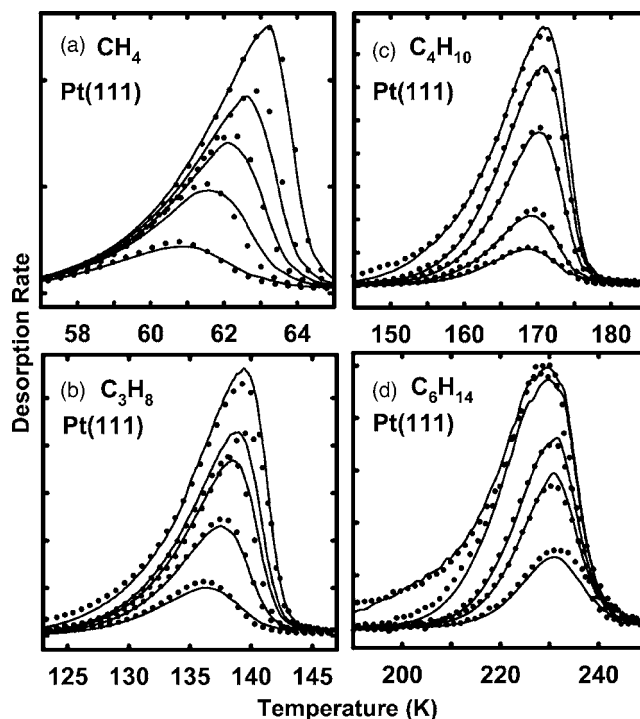 (a) CH4
Pt(111)
58 60 62 64
(c) C4H10
Pt(111)
150 160 170 180
(b) C3H8
Pt(111)
125 130 135 140 145
(d) C6H14
Pt(111)
200 220 240
Desorption Rate
Temperature (K)